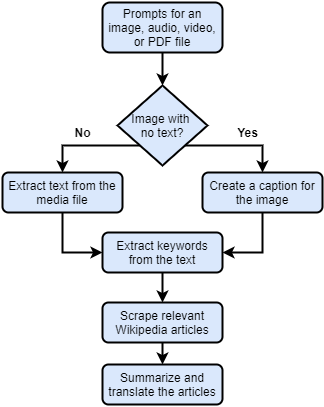 Prompts for an
image, audio, video,
or PDF file
Image with
no text?
No
Yes
Extract text from the
media file
Create a caption for
the image
Extract keywords
from the text
Scrape relevant
Wikipedia articles
Summarize and
translate the articles